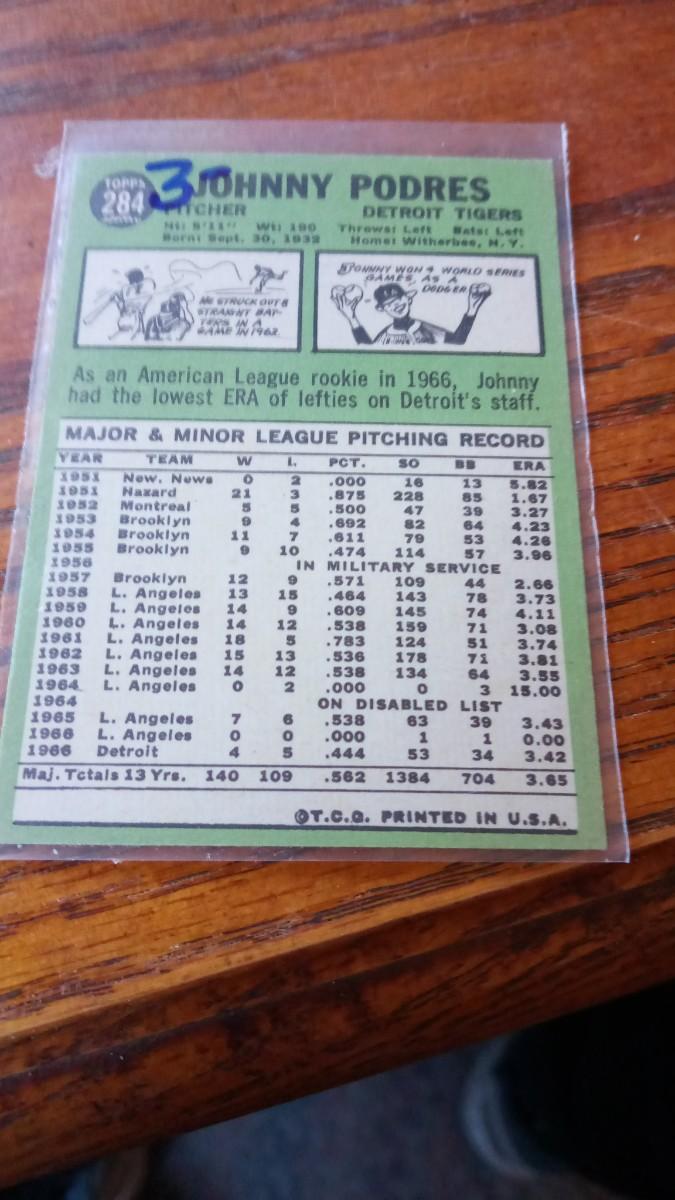 TOPPS
284
3-
JOHNNY PODRES
PITCHER DETROIT TIGERS
Ht: 5'11" Wt: 190 Throws: Left Bats: Left
Born: Sept. 30, 1932 Home: Witherbee, N. Y.
HE STRUCK OUT 8
STRAIGHT BAT-
TERS IN A
GAME IN 1962.
JOHNNY WON 4 WORLD SERIES
GAMES AS A
DODGER
As an American League rookie in 1966, Johnny
had the lowest ERA of lefties on Detroit's staff.
MAJOR & MINOR LEAGUE PITCHING RECORD
YEAR TEAM W L PCT. SO BB ERA
1951 New. News 0 2 .000 16 13 5.82
1951 Hazard 21 3 .875 228 85 1.67
1952 Montreal 5 5 .500 47 39 3.27
1953 Brooklyn 9 4 .692 82 64 4.23
1954 Brooklyn 11 7 .611 79 53 4.26
1955 Brooklyn 9 10 .474 114 57 3.96
1956 IN MILITARY SERVICE
1957 Brooklyn 12 9 .571 109 44 2.66
1958 L. Angeles 13 15 .464 143 78 3.73
1959 L. Angeles 14 9 .609 145 74 4.11
1960 L. Angeles 14 12 .538 159 71 3.08
1961 L. Angeles 18 5 .783 124 51 3.74
1962 L. Angeles 15 13 .536 178 71 3.81
1963 L. Angeles 14 12 .538 134 64 3.55
1964 L. Angeles 0 2 .000 0 3 15.00
1964 ON DISABLED LIST
1965 L. Angeles 7 6 .538 63 39 3.43
1966 L. Angeles 0 0 .000 1 1 0.00
1966 Detroit 4 5 .444 53 34 3.42
Maj. Totals 13 Yrs. 140 109 .562 1384 704 3.65
©T.C.G. PRINTED IN U.S.A.